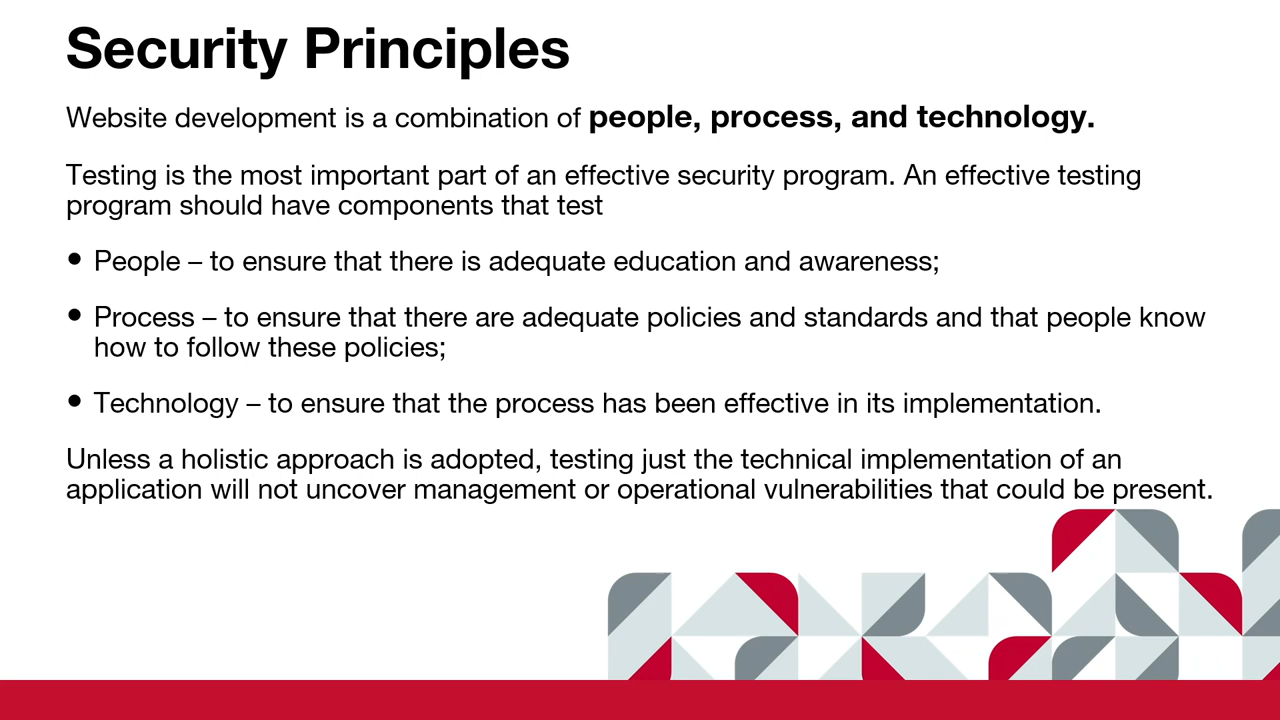 Security Principles
Website development is a combination of people, process, and technology.
Testing is the most important part of an effective security program. An effective testing
program should have components that test
• People – to ensure that there is adequate education and awareness;
• Process – to ensure that there are adequate policies and standards and that people know
how to follow these policies;
• Technology – to ensure that the process has been effective in its implementation.
Unless a holistic approach is adopted, testing just the technical implementation of an
application will not uncover management or operational vulnerabilities that could be present.